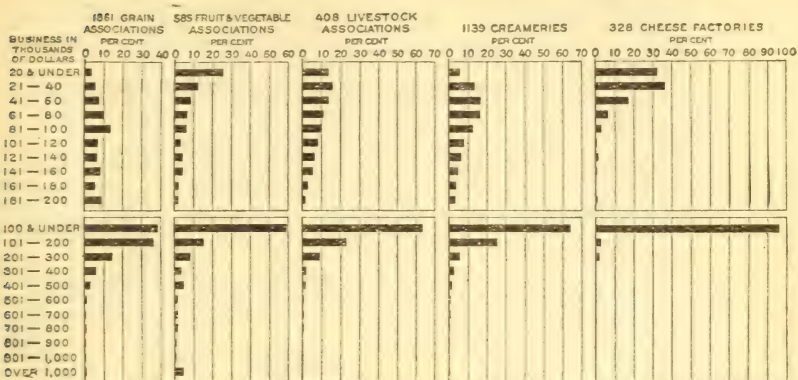 1861 GRAIN ASSOCIATIONS
585 FRUIT & VEGETABLE ASSOCIATIONS
408 LIVESTOCK ASSOCIATIONS
1139 CREAMERIES
328 CHEESE FACTORIES
BUSINESS IN THOUSANDS OF DOLLARS
PER CENT
PER CENT
PER CENT
PER CENT
PER CENT
0 10 20 30 40
0 10 20 30 40 50 60
0 10 20 30 40 50 60 70
0 10 20 30 40 50 60 70
0 10 20 30 40 50 60 70 80 90 100
20 & UNDER
21 — 40
41 — 60
61 — 80
81 — 100
101 — 120
121 — 140
141 — 160
161 — 180
181 — 200
100 & UNDER
101 — 200
201 — 300
301 — 400
401 — 500
501 — 600
601 — 700
701 — 800
801 — 900
901 — 1,000
OVER 1,000